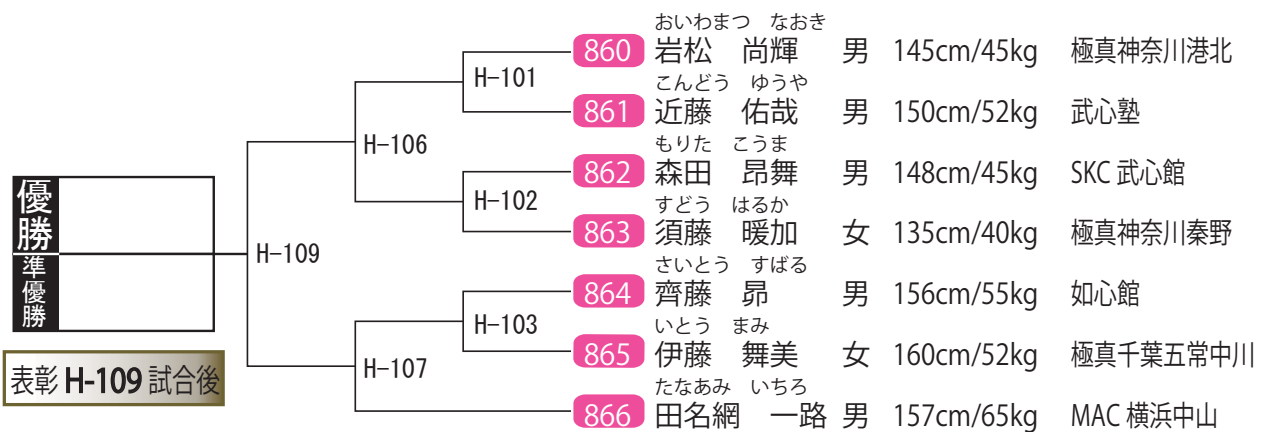 おいわまつ なおき
860 岩松 尚輝 男 145cm/45kg 極真神奈川港北
H-101
こんどう ゆうや
861 近藤 佑哉 男 150cm/52kg 武心塾
H-106
もりた こうま
862 森田 昂舞 男 148cm/45kg SKC 武心館
H-102
すどう はるか
863 須藤 暖加 女 135cm/40kg 極真神奈川秦野
優勝
準優勝
H-109
さいとう すばる
864 齊藤 昴 男 156cm/55kg 如心館
H-103
いとう まみ
865 伊藤 舞美 女 160cm/52kg 極真千葉五常中川
H-107
表彰 H-109 試合後
たなあみ いちろ
866 田名網 一路 男 157cm/65kg MAC 横浜中山